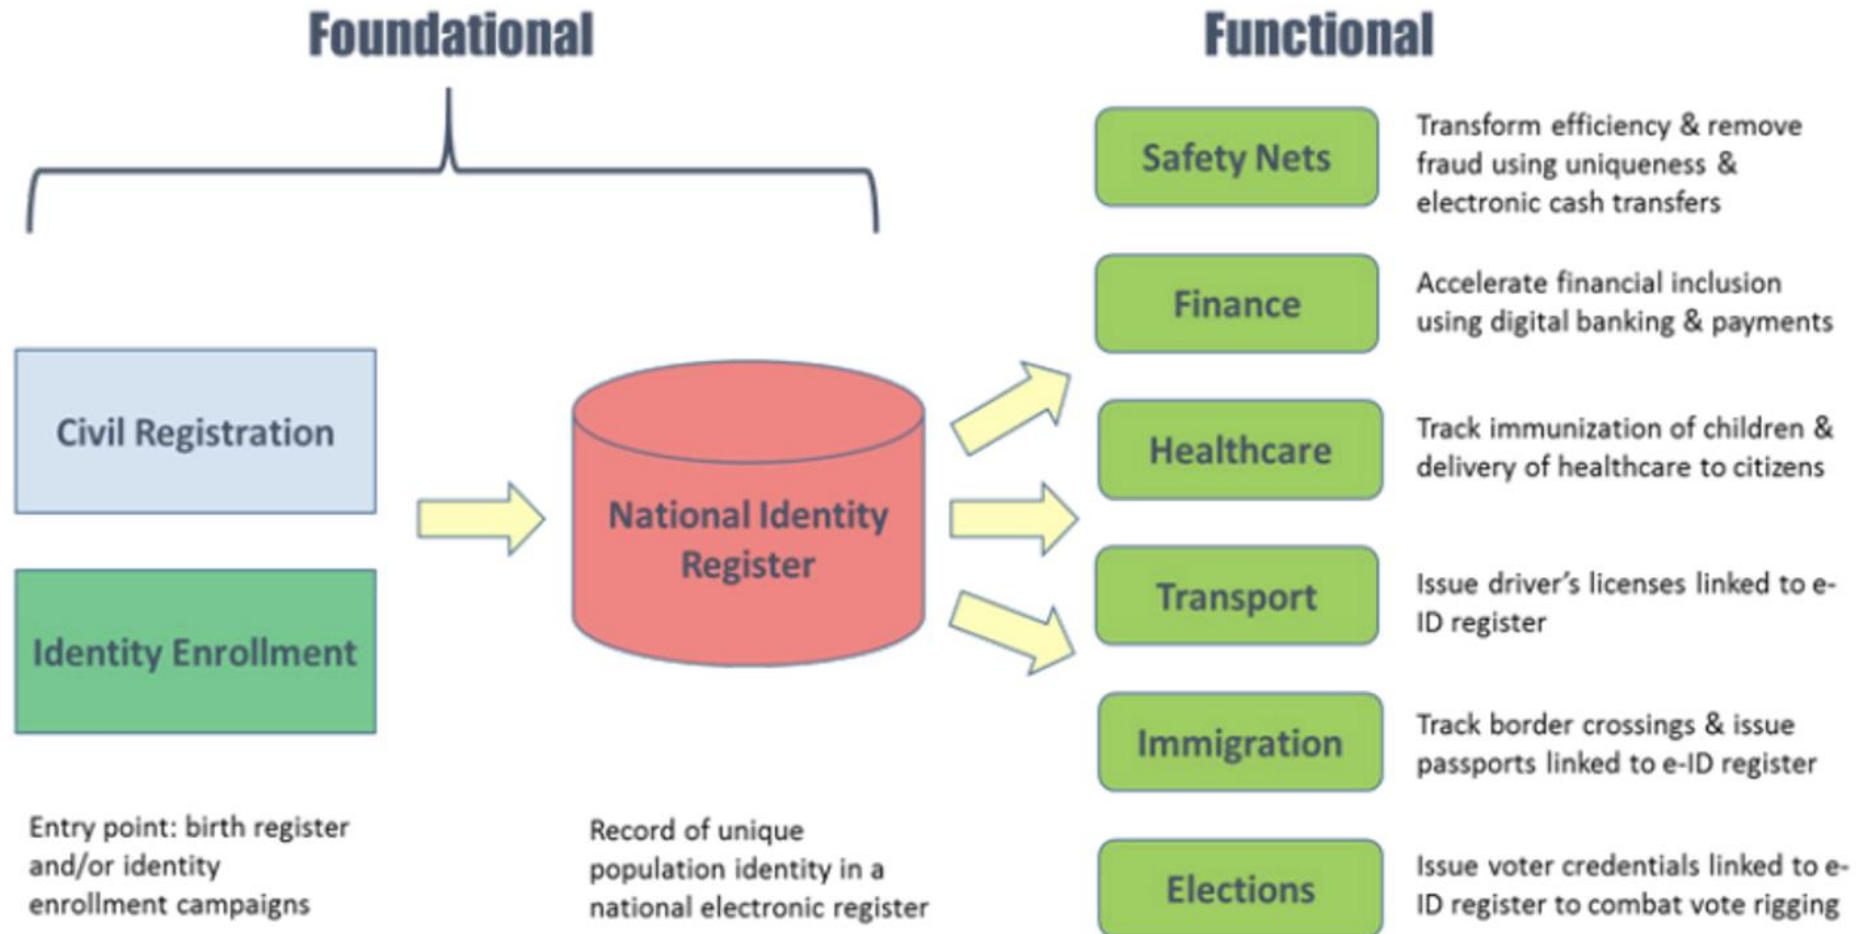 Foundational
Functional
Civil Registration
Identity Enrollment
Entry point: birth register
and/or identity
enrollment campaigns
National Identity
Register
Record of unique
population identity in a
national electronic register
Safety Nets
Transform efficiency & remove
fraud using uniqueness &
electronic cash transfers
Finance
Accelerate financial inclusion
using digital banking & payments
Healthcare
Track immunization of children &
delivery of healthcare to citizens
Transport
Issue driver’s licenses linked to e-
ID register
Immigration
Track border crossings & issue
passports linked to e-ID register
Elections
Issue voter credentials linked to e-
ID register to combat vote rigging